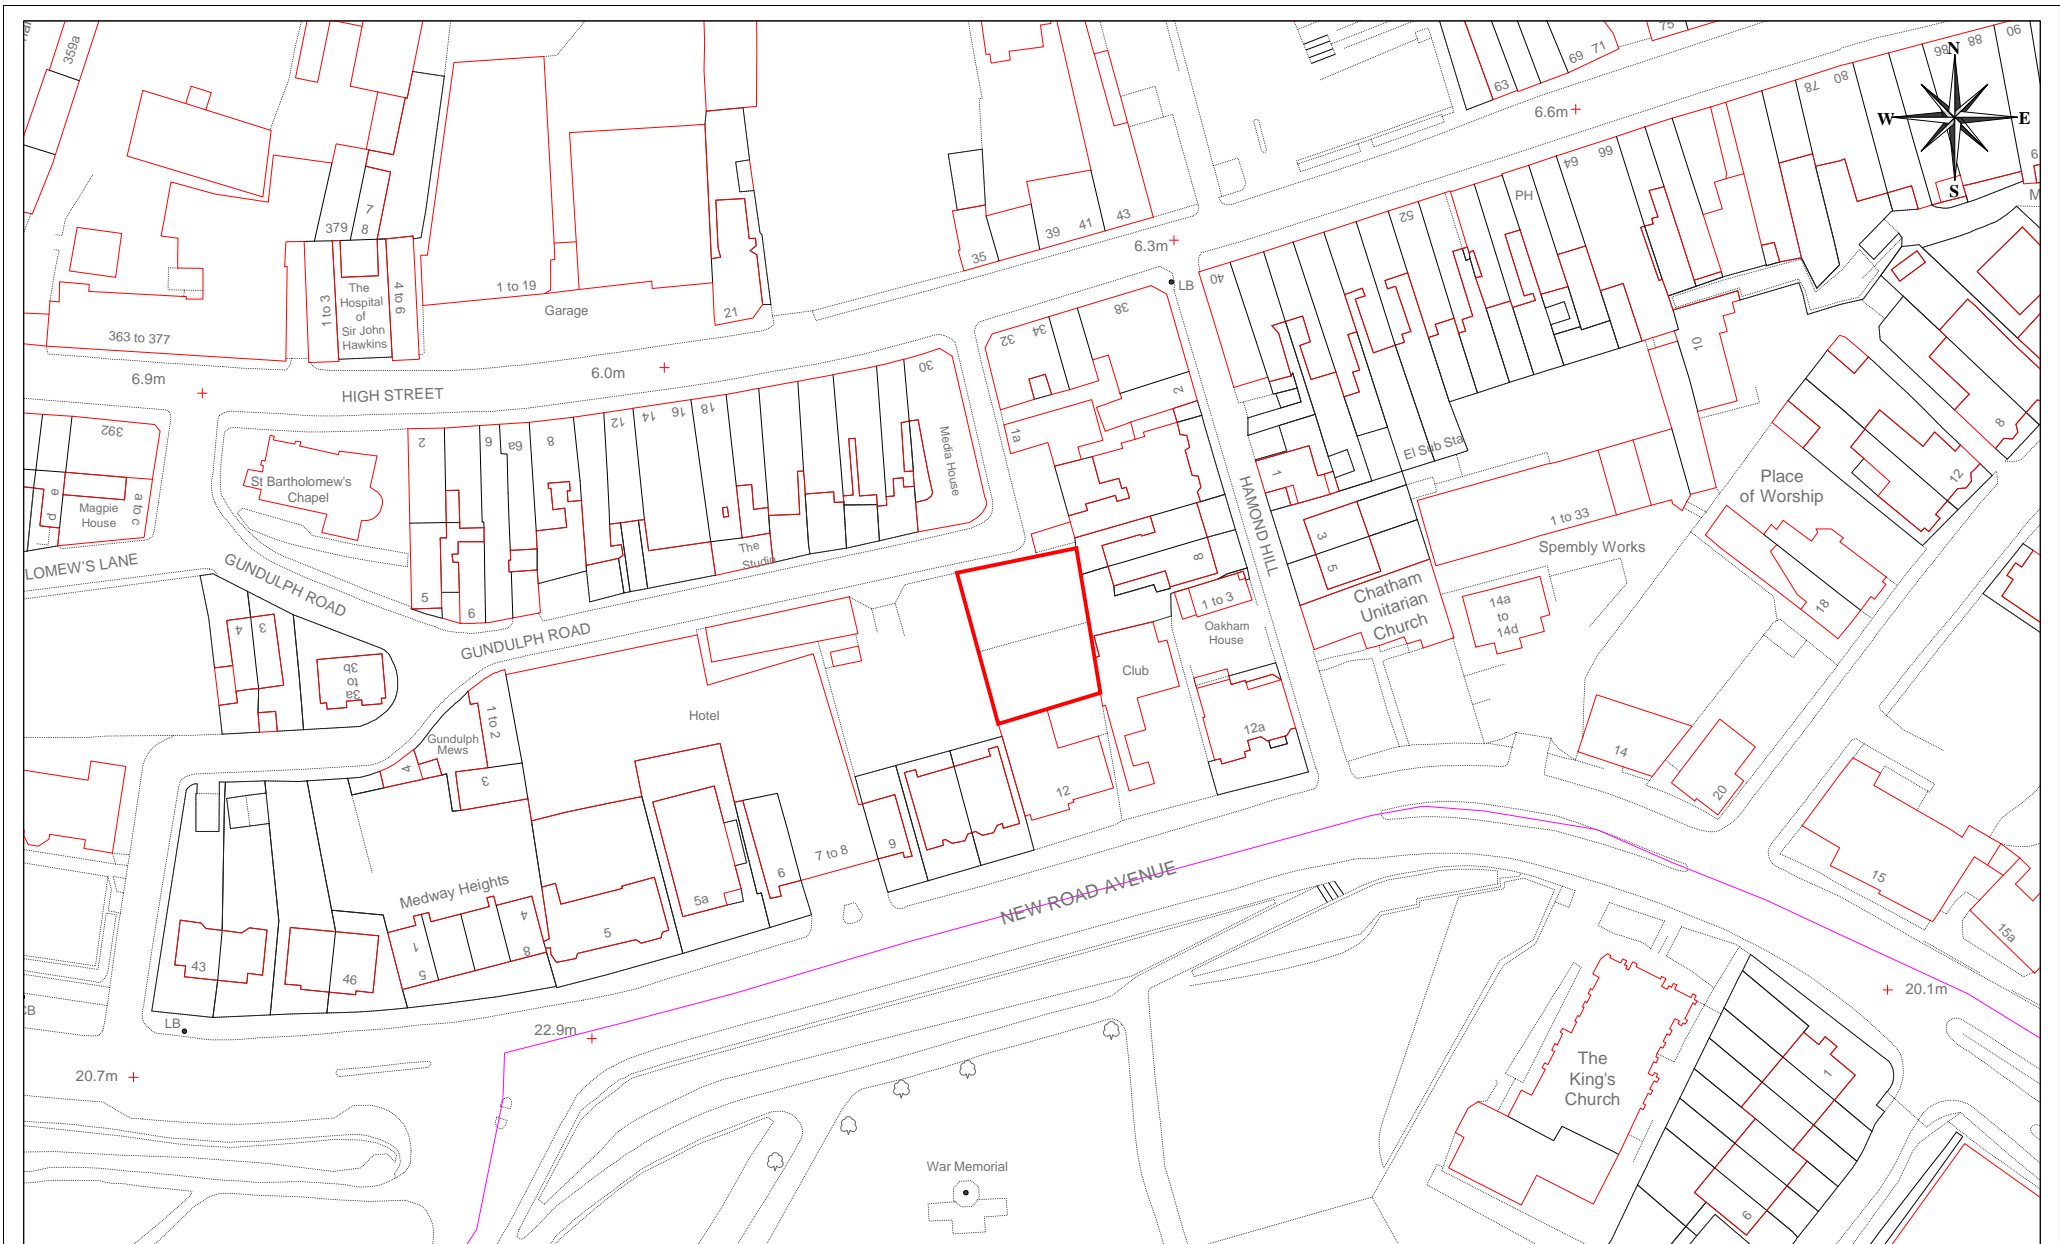 359a
75
69 71
63
6.6m
90
88
86
80
78
N
W
E
S
66
64
PH
52
43
41
39
35
6.3m
40
LB
7
8
379
1 to 3
The
Hospital
of
Sir John
Hawkins
4 to 6
1 to 19
Garage
21
363 to 377
6.9m
HIGH STREET
6.0m
38
34
32
30
10
2
392
2
6
6a
8
12
14
16
18
Media House
1a
1
El Sub Sta
8
12
St Bartholomew's
Chapel
Magpie
House
a to c
e
d
HAMOND HILL
Place
of Worship
1 to 33
Spembly Works
3
5
8
The
Studio
LOMEW'S LANE
GUNDULPH ROAD
5
6
GUNDULPH ROAD
1 to 3
Oakham
House
Chatham
Unitarian
Church
14a
to
14d
18
4
3
3b
to
3a
Club
Hotel
1 to 2
Gundulph
Mews
4
3
12a
14
20
12
9
7 to 8
6
5a
5
15
15a
Medway Heights
4
1
5
8
43
46
NEW ROAD AVENUE
20.1m
LB
22.9m
20.7m
The
King's
Church
1
6
War Memorial